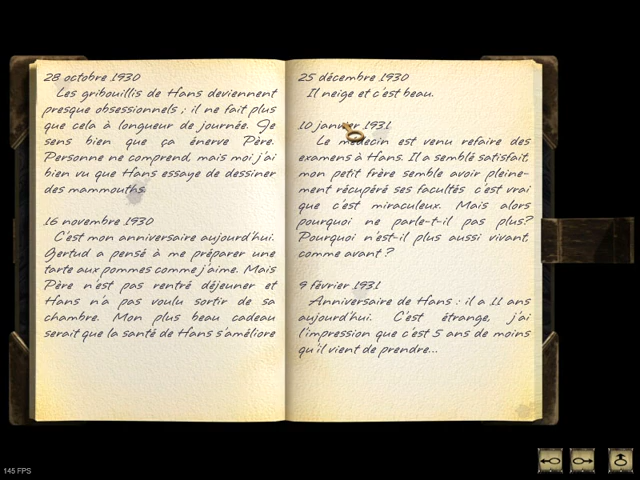 28 octobre 1930
Les gribouillis de Hans deviennent
presque obsessionnels ; il ne fait plus
que cela à longueur de journée. Je
sens bien que ça énerve Père.
Personne ne comprend, mais moi j'ai
bien vu que Hans essaye de dessiner
des mammouths.
16 novembre 1930
C'est mon anniversaire aujourd'hui.
Gertud a pensé à me préparer une
tarte aux pommes comme j'aime. Mais
Père n'est pas rentré déjeuner et
Hans n'a pas voulu sortir de sa
chambre. Mon plus beau cadeau
serait que la santé de Hans s'améliore
25 décembre 1930
Il neige et c'est beau.
10 janvier 1931
Le médecin est venu refaire des
examens à Hans. Il a semblé satisfait,
mon petit frère semble avoir pleine-
ment récupéré ses facultés c'est vrai
que c'est miraculeux. Mais alors
pourquoi ne parle-t-il pas plus?
Pourquoi n'est-il plus aussi vivant,
comme avant ?
9 février 1931
Anniversaire de Hans : il a 11 ans
aujourd'hui. C'est étrange, j'ai
l'impression que c'est 5 ans de moins
qu'il vient de prendre...
145 FPS